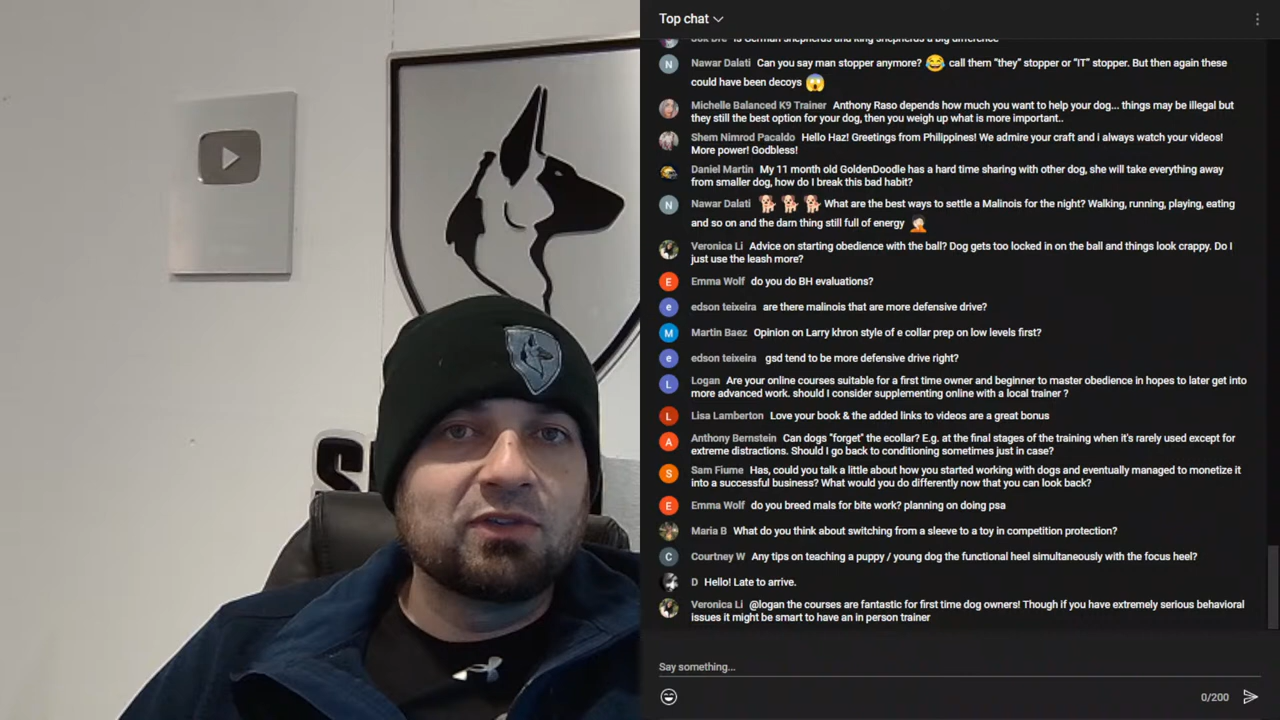 Top chat
is German shepherds and king shepherds a big difference
Nawar Dalati Can you say man stopper anymore? 😂 call them "they" stopper or "IT" stopper. But then again these
could have been decoys 😱
Michelle Balanced K9 Trainer Anthony Raso depends how much you want to help your dog... things may be illegal but
they still the best option for your dog, then you weigh up what is more important..
Shem Nimrod Pacaldo Hello Haz! Greetings from Philippines! We admire your craft and i always watch your videos!
More power! Godbless!
Daniel Martin My 11 month old GoldenDoodle has a hard time sharing with other dog, she will take everything away
from smaller dog, how do I break this bad habit?
N Nawar Dalati 🐕 🐕 🐕 What are the best ways to settle a Malinois for the night? Walking, running, playing, eating
and so on and the darn thing still full of energy 🤦
Veronica Li Advice on starting obedience with the ball? Dog gets too locked in on the ball and things look crappy. Do I
just use the leash more?
E Emma Wolf do you do BH evaluations?
e edson teixeira are there malinois that are more defensive drive?
M Martin Baez Opinion on Larry khron style of e collar prep on low levels first?
e edson teixeira gsd tend to be more defensive drive right?
L Logan Are your online courses suitable for a first time owner and beginner to master obedience in hopes to later get into
more advanced work. should I consider supplementing online with a local trainer ?
L Lisa Lamberton Love your book & the added links to videos are a great bonus
A Anthony Bernstein Can dogs "forget" the ecollar? E.g. at the final stages of the training when it's rarely used except for
extreme distractions. Should I go back to conditioning sometimes just in case?
S Sam Fiume Has, could you talk a little about how you started working with dogs and eventually managed to monetize it
into a successful business? What would you do differently now that you can look back?
E Emma Wolf do you breed mals for bite work? planning on doing psa
Maria B What do you think about switching from a sleeve to a toy in competition protection?
C Courtney W Any tips on teaching a puppy / young dog the functional heel simultaneously with the focus heel?
D Hello! Late to arrive.
Veronica Li @logan the courses are fantastic for first time dog owners! Though if you have extremely serious behavioral
issues it might be smart to have an in person trainer
Say something...
0/200